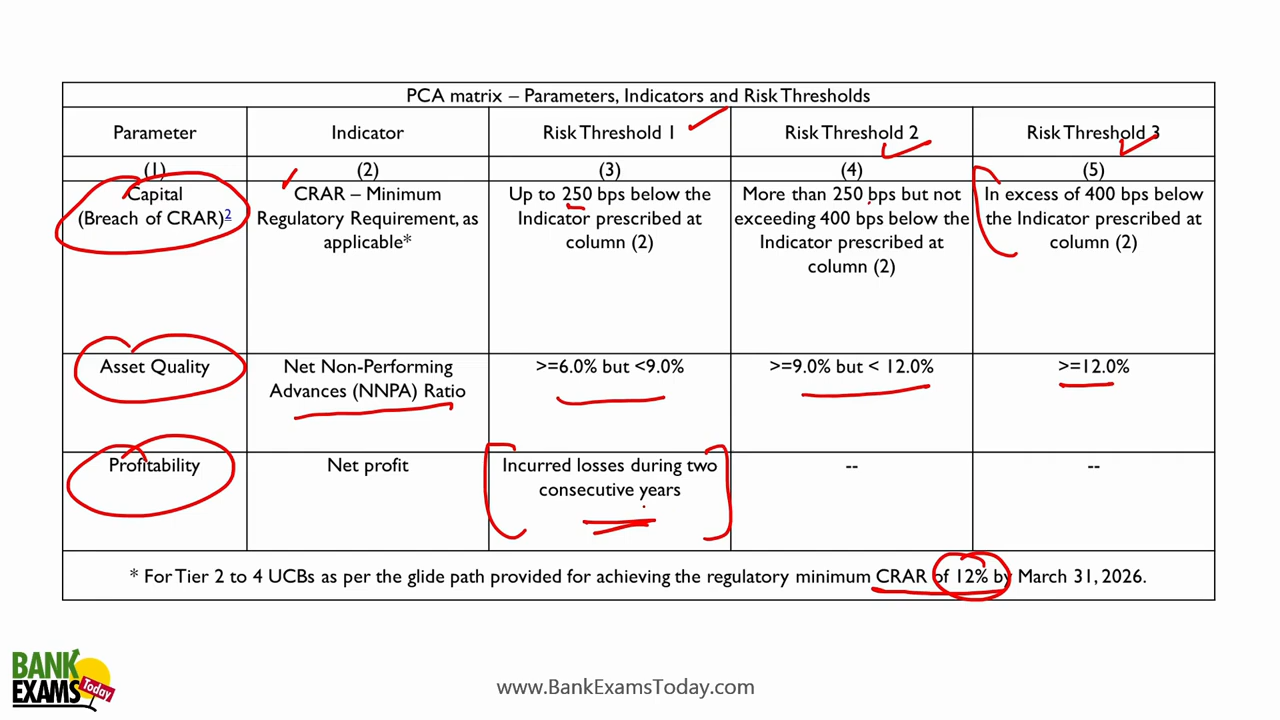 PCA matrix – Parameters, Indicators and Risk Thresholds
Parameter Indicator Risk Threshold 1 Risk Threshold 2 Risk Threshold 3
(1) (2) (3) (4) (5)
Capital
(Breach of CRAR)2
CRAR – Minimum
Regulatory Requirement, as
applicable*
Up to 250 bps below the
Indicator prescribed at
column (2)
More than 250 bps but not
exceeding 400 bps below the
Indicator prescribed at
column (2)
In excess of 400 bps below
the Indicator prescribed at
column (2)
Asset Quality
Net Non-Performing
Advances (NNPA) Ratio
>=6.0% but <9.0%
>=9.0% but < 12.0%
>=12.0%
Profitability
Net profit
Incurred losses during two
consecutive years
--
--
* For Tier 2 to 4 UCBs as per the glide path provided for achieving the regulatory minimum CRAR of 12% by March 31, 2026.
BANK
EXAMS
Today
www.BankExamsToday.com